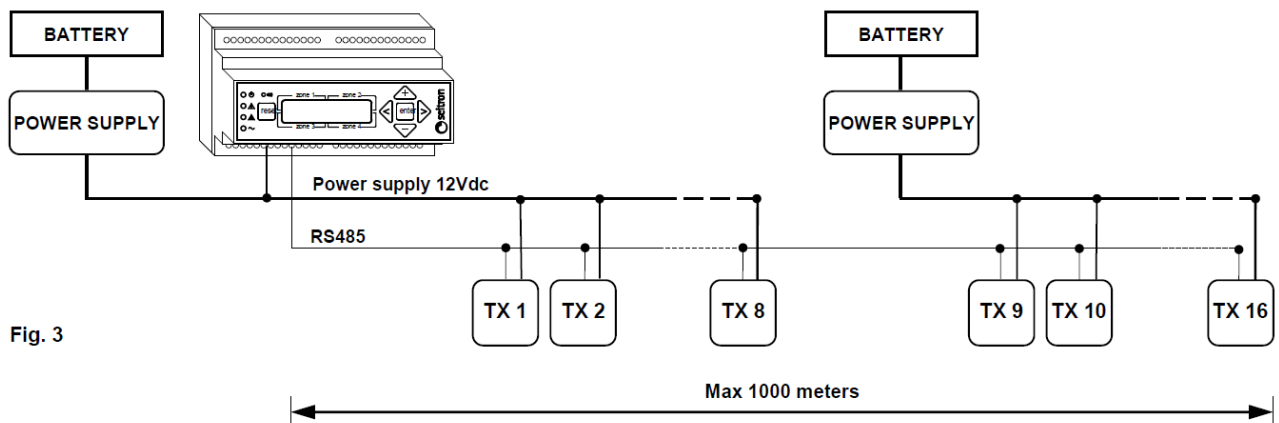 BATTERY
POWER SUPPLY
zone 1
zone 2
reset
enter
zone 3
zone 4
seitron
Power supply 12Vdc
RS485
TX 1
TX 2
TX 8
BATTERY
POWER SUPPLY
TX 9
TX 10
TX 16
Fig. 3
Max 1000 meters